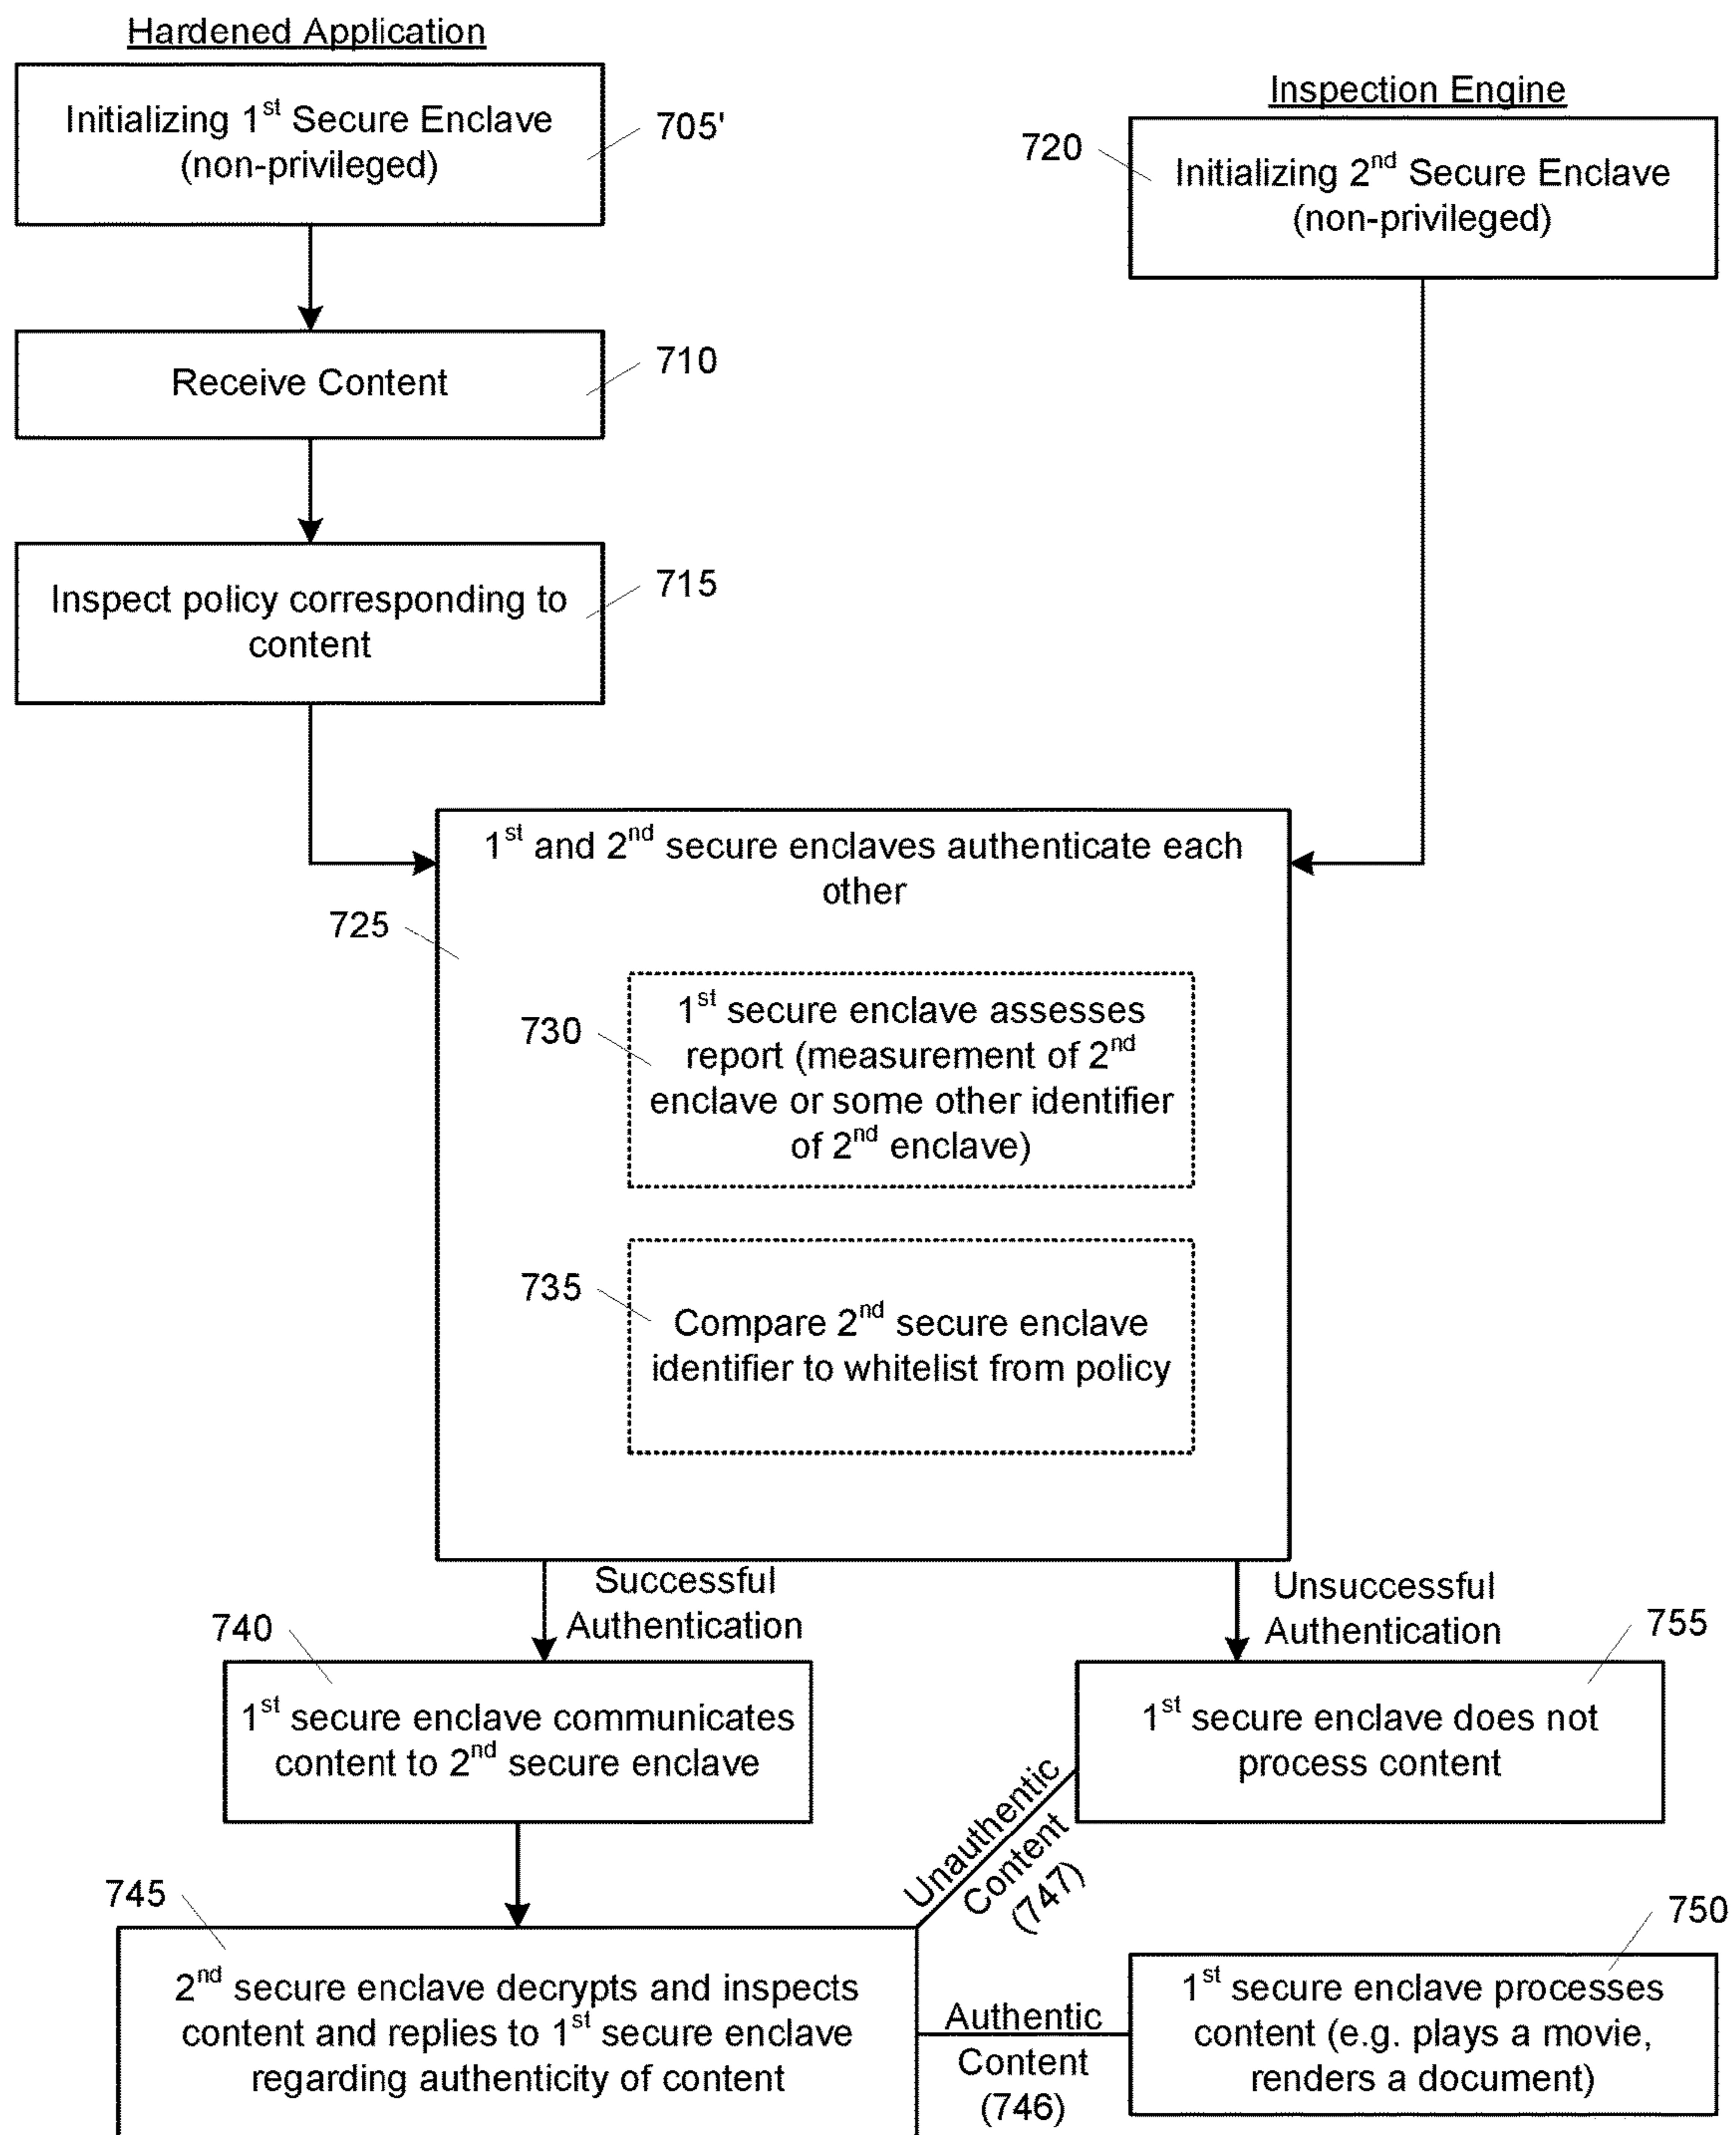 Hardened Application
Initializing 1st Secure Enclave
(non-privileged)
705'
Inspection Engine
720
Initializing 2nd Secure Enclave
(non-privileged)
Receive Content
710
Inspect policy corresponding to
content
715
1st and 2nd secure enclaves authenticate each
other
725
730
1st secure enclave assesses
report (measurement of 2nd
enclave or some other identifier
of 2nd enclave)
735
Compare 2nd secure enclave
identifier to whitelist from policy
Successful
Authentication
Unsuccessful
Authentication
740
1st secure enclave communicates
content to 2nd secure enclave
755
1st secure enclave does not
process content
Unauthentic
Content
(747)
745
2nd secure enclave decrypts and inspects
content and replies to 1st secure enclave
regarding authenticity of content
Authentic
Content
(746)
750
1st secure enclave processes
content (e.g. plays a movie,
renders a document)